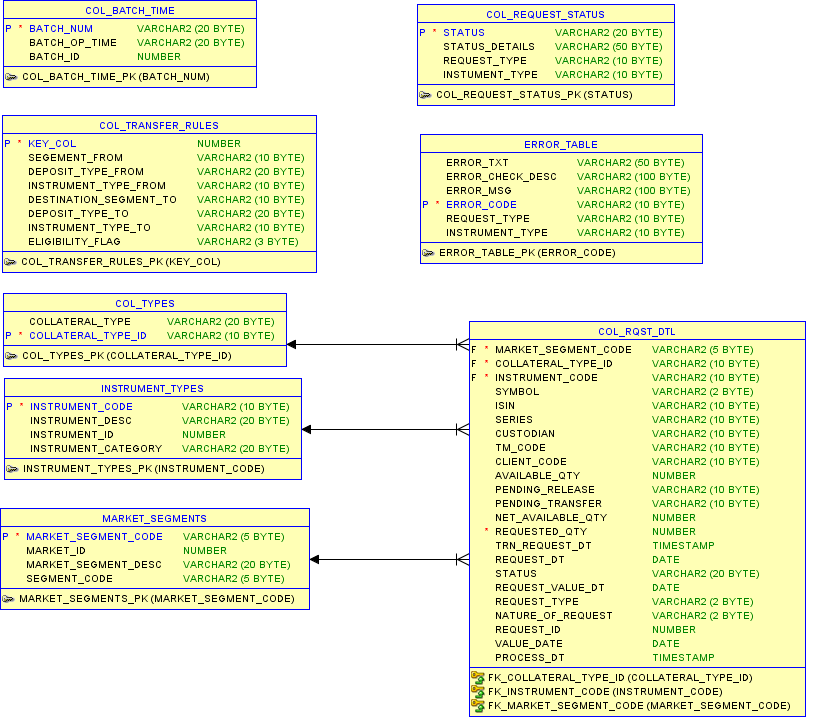 COL_BATCH_TIME
P * BATCH_NUM VARCHAR2 (20 BYTE)
BATCH_OP_TIME VARCHAR2 (20 BYTE)
BATCH_ID NUMBER
COL_BATCH_TIME_PK (BATCH_NUM)
COL_REQUEST_STATUS
P * STATUS VARCHAR2 (20 BYTE)
STATUS_DETAILS VARCHAR2 (50 BYTE)
REQUEST_TYPE VARCHAR2 (10 BYTE)
INSTUMENT_TYPE VARCHAR2 (10 BYTE)
COL_REQUEST_STATUS_PK (STATUS)
COL_TRANSFER_RULES
P * KEY_COL NUMBER
SEGEMENT_FROM VARCHAR2 (10 BYTE)
DEPOSIT_TYPE_FROM VARCHAR2 (20 BYTE)
INSTRUMENT_TYPE_FROM VARCHAR2 (10 BYTE)
DESTINATION_SEGMENT_TO VARCHAR2 (10 BYTE)
DEPOSIT_TYPE_TO VARCHAR2 (20 BYTE)
INSTRUMENT_TYPE_TO VARCHAR2 (10 BYTE)
ELIGIBILITY_FLAG VARCHAR2 (3 BYTE)
COL_TRANSFER_RULES_PK (KEY_COL)
ERROR_TABLE
ERROR_TXT VARCHAR2 (50 BYTE)
ERROR_CHECK_DESC VARCHAR2 (100 BYTE)
ERROR_MSG VARCHAR2 (100 BYTE)
P * ERROR_CODE VARCHAR2 (10 BYTE)
REQUEST_TYPE VARCHAR2 (10 BYTE)
INSTRUMENT_TYPE VARCHAR2 (10 BYTE)
ERROR_TABLE_PK (ERROR_CODE)
COL_TYPES
COLLATERAL_TYPE VARCHAR2 (20 BYTE)
P * COLLATERAL_TYPE_ID VARCHAR2 (10 BYTE)
COL_TYPES_PK (COLLATERAL_TYPE_ID)
INSTRUMENT_TYPES
P * INSTRUMENT_CODE VARCHAR2 (10 BYTE)
INSTRUMENT_DESC VARCHAR2 (20 BYTE)
INSTRUMENT_ID NUMBER
INSTRUMENT_CATEGORY VARCHAR2 (20 BYTE)
INSTRUMENT_TYPES_PK (INSTRUMENT_CODE)
MARKET_SEGMENTS
P * MARKET_SEGMENT_CODE VARCHAR2 (5 BYTE)
MARKET_ID NUMBER
MARKET_SEGMENT_DESC VARCHAR2 (20 BYTE)
SEGMENT_CODE VARCHAR2 (5 BYTE)
MARKET_SEGMENTS_PK (MARKET_SEGMENT_CODE)
COL_RQST_DTL
F * MARKET_SEGMENT_CODE VARCHAR2 (5 BYTE)
F * COLLATERAL_TYPE_ID VARCHAR2 (10 BYTE)
F * INSTRUMENT_CODE VARCHAR2 (10 BYTE)
SYMBOL VARCHAR2 (2 BYTE)
ISIN VARCHAR2 (10 BYTE)
SERIES VARCHAR2 (10 BYTE)
CUSTODIAN VARCHAR2 (10 BYTE)
TM_CODE VARCHAR2 (10 BYTE)
CLIENT_CODE VARCHAR2 (10 BYTE)
AVAILABLE_QTY NUMBER
PENDING_RELEASE VARCHAR2 (10 BYTE)
PENDING_TRANSFER VARCHAR2 (10 BYTE)
NET_AVAILABLE_QTY NUMBER
* REQUESTED_QTY NUMBER
TRN_REQUEST_DT TIMESTAMP
REQUEST_DT DATE
STATUS VARCHAR2 (20 BYTE)
REQUEST_VALUE_DT DATE
REQUEST_TYPE VARCHAR2 (2 BYTE)
NATURE_OF_REQUEST VARCHAR2 (2 BYTE)
REQUEST_ID NUMBER
VALUE_DATE DATE
PROCESS_DT TIMESTAMP
FK_COLLATERAL_TYPE_ID (COLLATERAL_TYPE_ID)
FK_INSTRUMENT_CODE (INSTRUMENT_CODE)
FK_MARKET_SEGMENT_CODE (MARKET_SEGMENT_CODE)